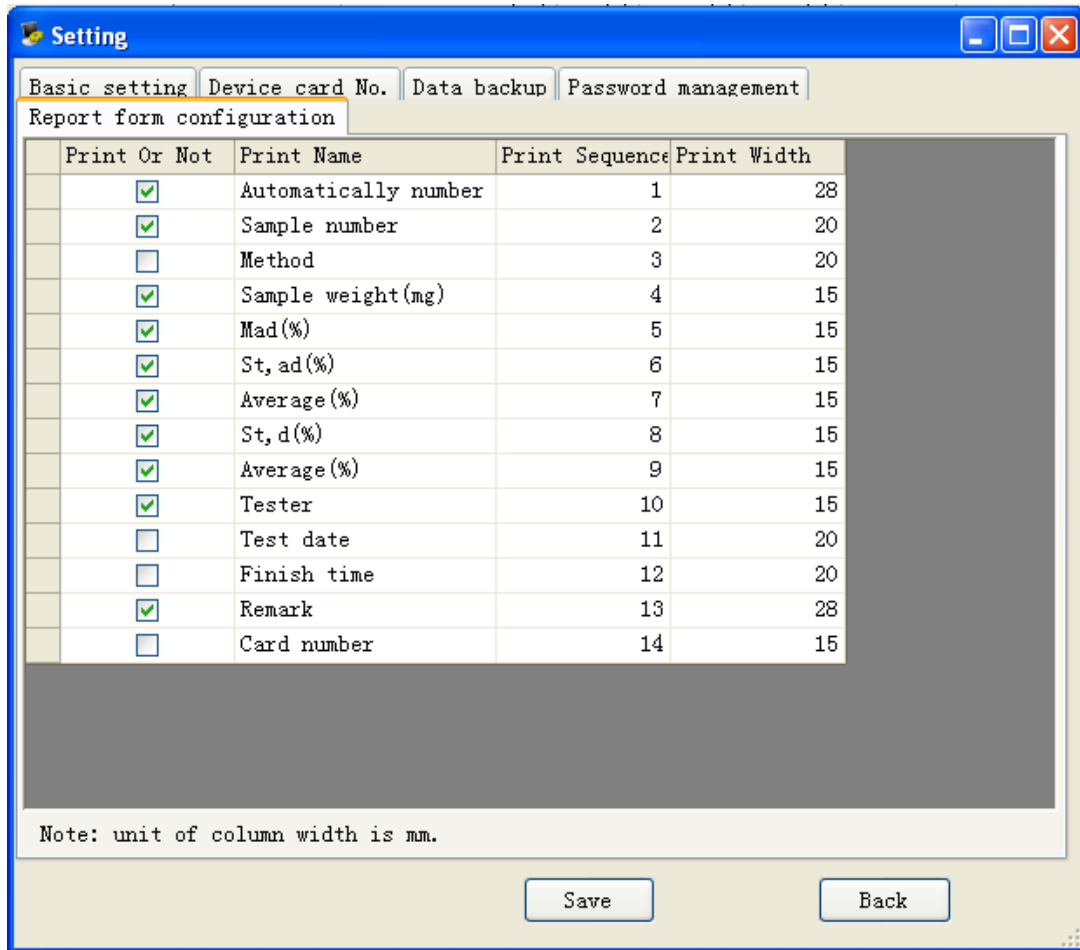 Setting
Basic setting Device card No. Data backup Password management
Report form configuration
Print Or Not Print Name Print Sequence Print Width
Automatically number 1 28
Sample number 2 20
Method 3 20
Sample weight(mg) 4 15
Mad(%) 5 15
St,ad(%) 6 15
Average(%) 7 15
St,d(%) 8 15
Average(%) 9 15
Tester 10 15
Test date 11 20
Finish time 12 20
Remark 13 28
Card number 14 15
Note: unit of column width is mm.
Save Back